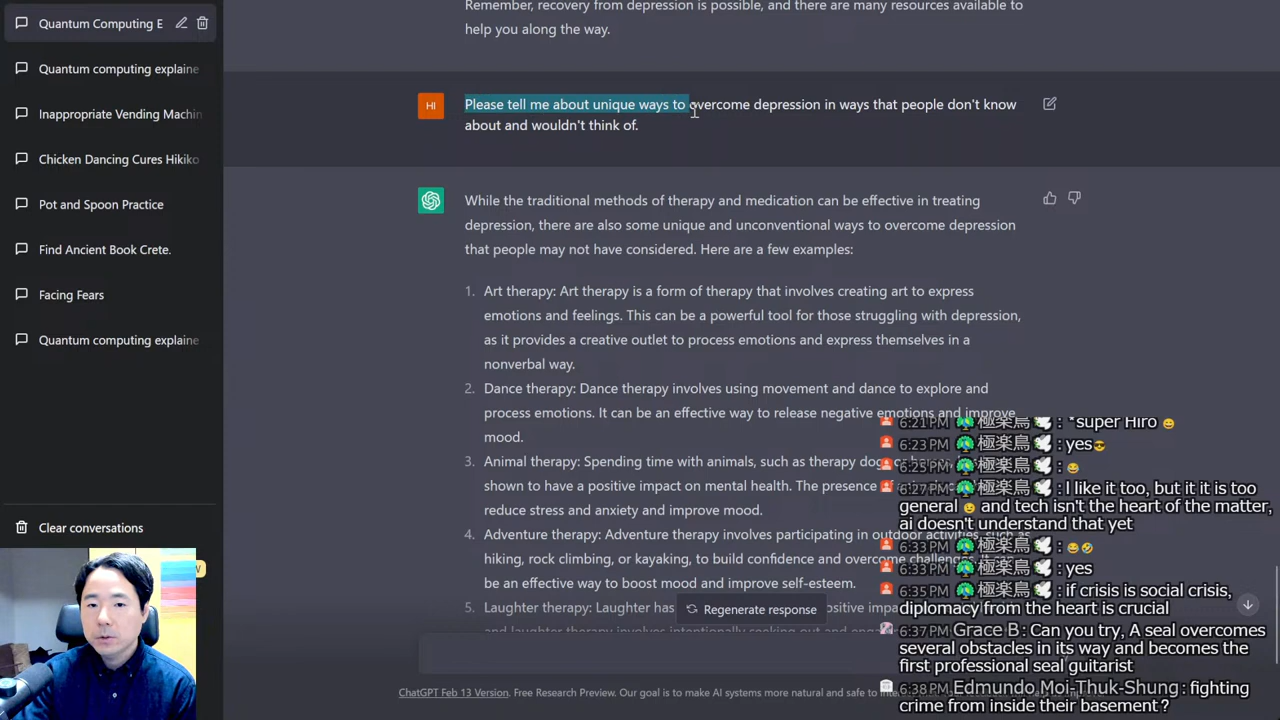 Quantum Computing E
Quantum computing explaine
Inappropriate Vending Machin
Chicken Dancing Cures Hikiko
Pot and Spoon Practice
Find Ancient Book Crete.
Facing Fears
Quantum computing explaine
Clear conversations
Remember, recovery from depression is possible, and there are many resources available to
help you along the way.
HI
Please tell me about unique ways to overcome depression in ways that people don't know
about and wouldn't think of.
While the traditional methods of therapy and medication can be effective in treating
depression, there are also some unique and unconventional ways to overcome depression
that people may not have considered. Here are a few examples:
1. Art therapy: Art therapy is a form of therapy that involves creating art to express
emotions and feelings. This can be a powerful tool for those struggling with depression,
as it provides a creative outlet to process emotions and express themselves in a
nonverbal way.
2. Dance therapy: Dance therapy involves using movement and dance to explore and
process emotions. It can be an effective way to release negative emotions and improve
mood.
3. Animal therapy: Spending time with animals, such as therapy dog
shown to have a positive impact on mental health. The presence
reduce stress and anxiety and improve mood.
4. Adventure therapy: Adventure therapy involves participating in outdoor activities, such as
hiking, rock climbing, or kayaking, to build confidence and overcome challenges. It can
be an effective way to boost mood and improve self-esteem.
5. Laughter therapy: Laughter has
positive impa
and laughter therapy involves intentionally seeking out and
Regenerate response
ChatGPT Feb 13 Version. Free Research Preview. Our goal is to make AI systems more natural and safe to
6:21 PM 極楽鳥 : *super Hiro 😄
6:23 PM 極楽鳥 : yes😎
6:25 PM 極楽鳥 : 😂
6:27 PM 極楽鳥 : I like it too, but it it is too
general 😉 and tech isn't the heart of the matter,
ai doesn't understand that yet
6:33 PM 極楽鳥 : 😂🤣
6:33 PM 極楽鳥 : yes
6:35 PM 極楽鳥 : if crisis is social crisis,
diplomacy from the heart is crucial
6:37 PM Grace B : Can you try, A seal overcomes
several obstacles in its way and becomes the
first professional seal guitarist
6:38 PM Edmundo Moi-Thuk-Shung : fighting
crime from inside their basement ?